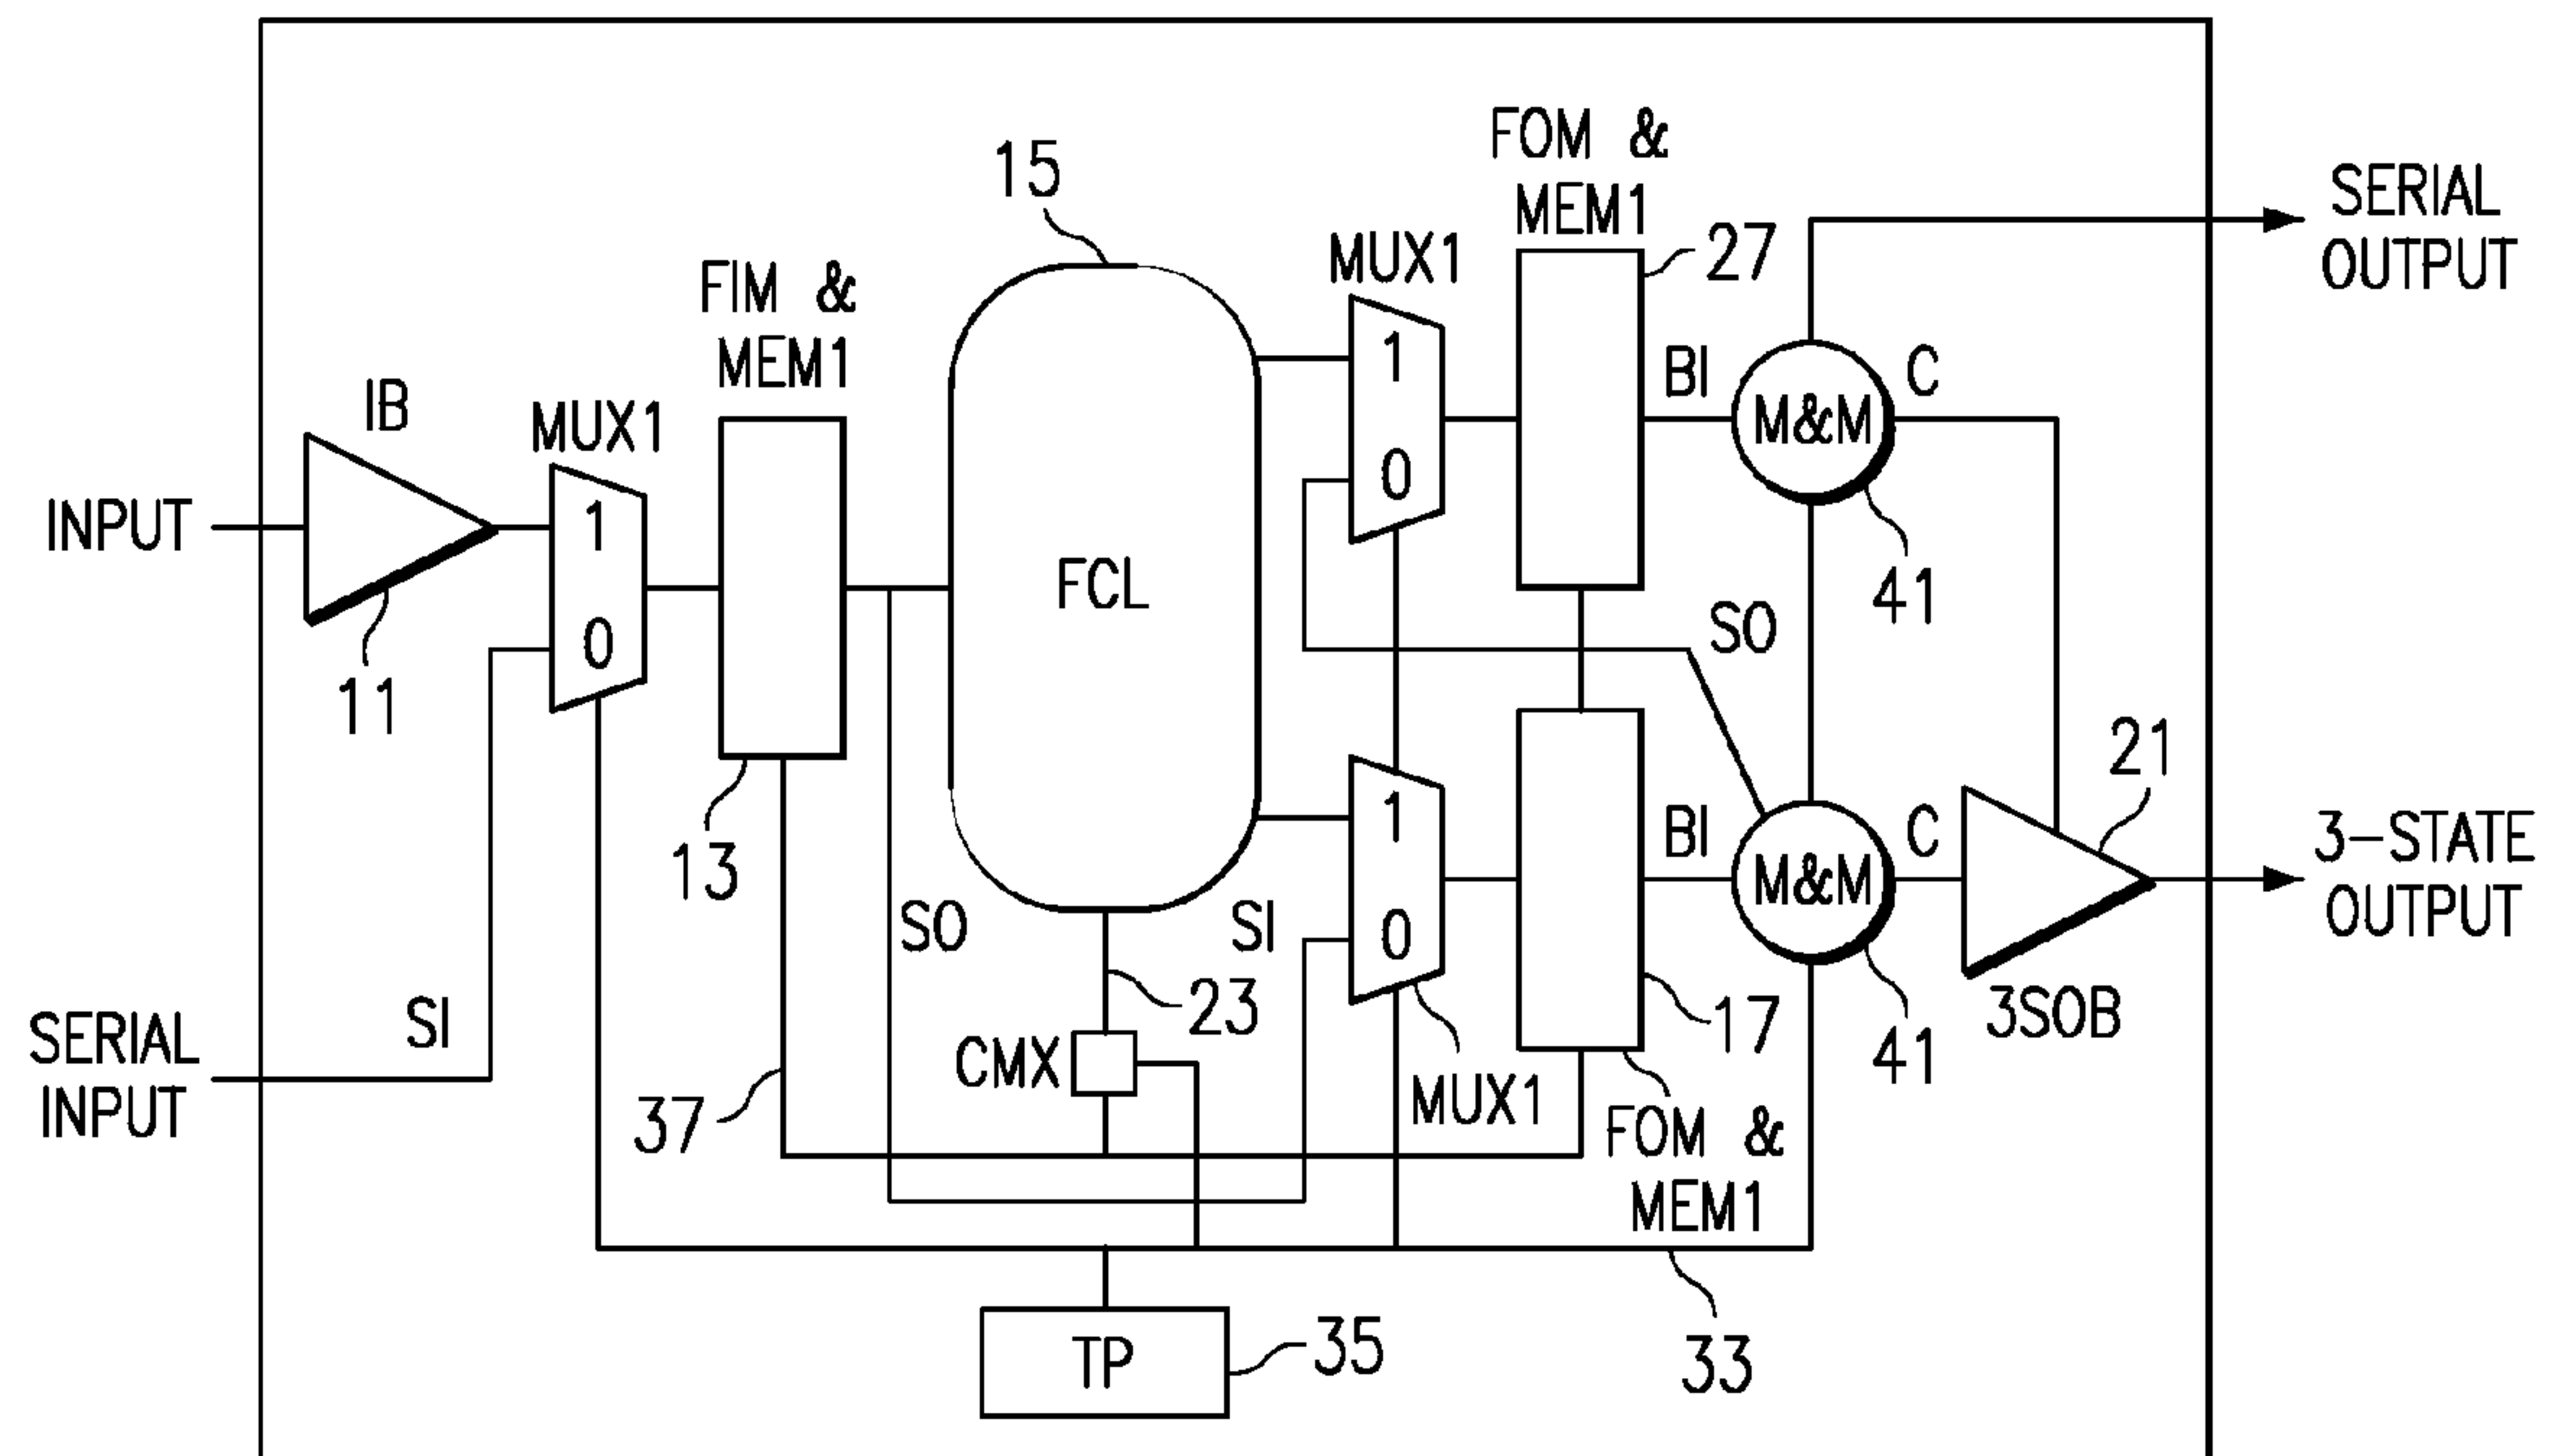 15
FOM &
MEM1
27
SERIAL
OUTPUT
MUX1
FIM &
MEM1
1
0
BI
M&M
C
41
IB
MUX1
INPUT
1
0
11
FCL
SO
13
21
1
0
BI
M&M
C
3-STATE
OUTPUT
SO
SI
23
17
3SOB
41
SI
SERIAL
INPUT
CMX
MUX1
37
FOM &
MEM1
TP
35
33